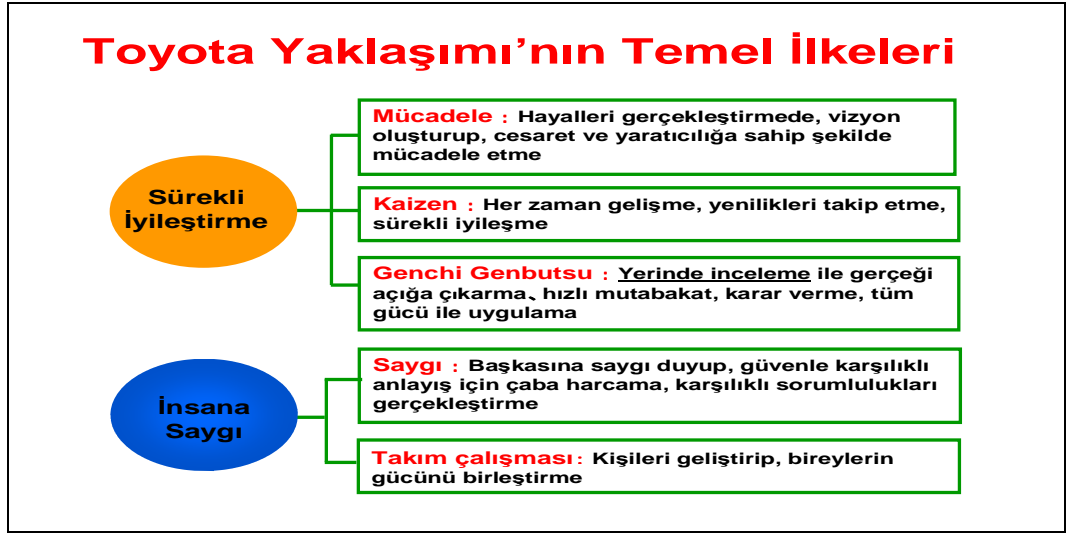 Toyota Yaklaşımı’nın Temel İlkeleri
Sürekli
İyileştirme
Mücadele : Hayalleri gerçekleştirmede, vizyon
oluşturup, cesaret ve yaratıcılığa sahip şekilde
mücadele etme
Kaizen : Her zaman gelişme, yenilikleri takip etme,
sürekli iyileşme
Genchi Genbutsu : Yerinde inceleme ile gerçeği
açığa çıkarma、hızlı mutabakat, karar verme, tüm
gücü ile uygulama
İnsana
Saygı
Saygı : Başkasına saygı duyup, güvenle karşılıklı
anlayış için çaba harcama, karşılıklı sorumlulukları
gerçekleştirme
Takım çalışması : Kişileri geliştirip, bireylerin
gücünü birleştirme